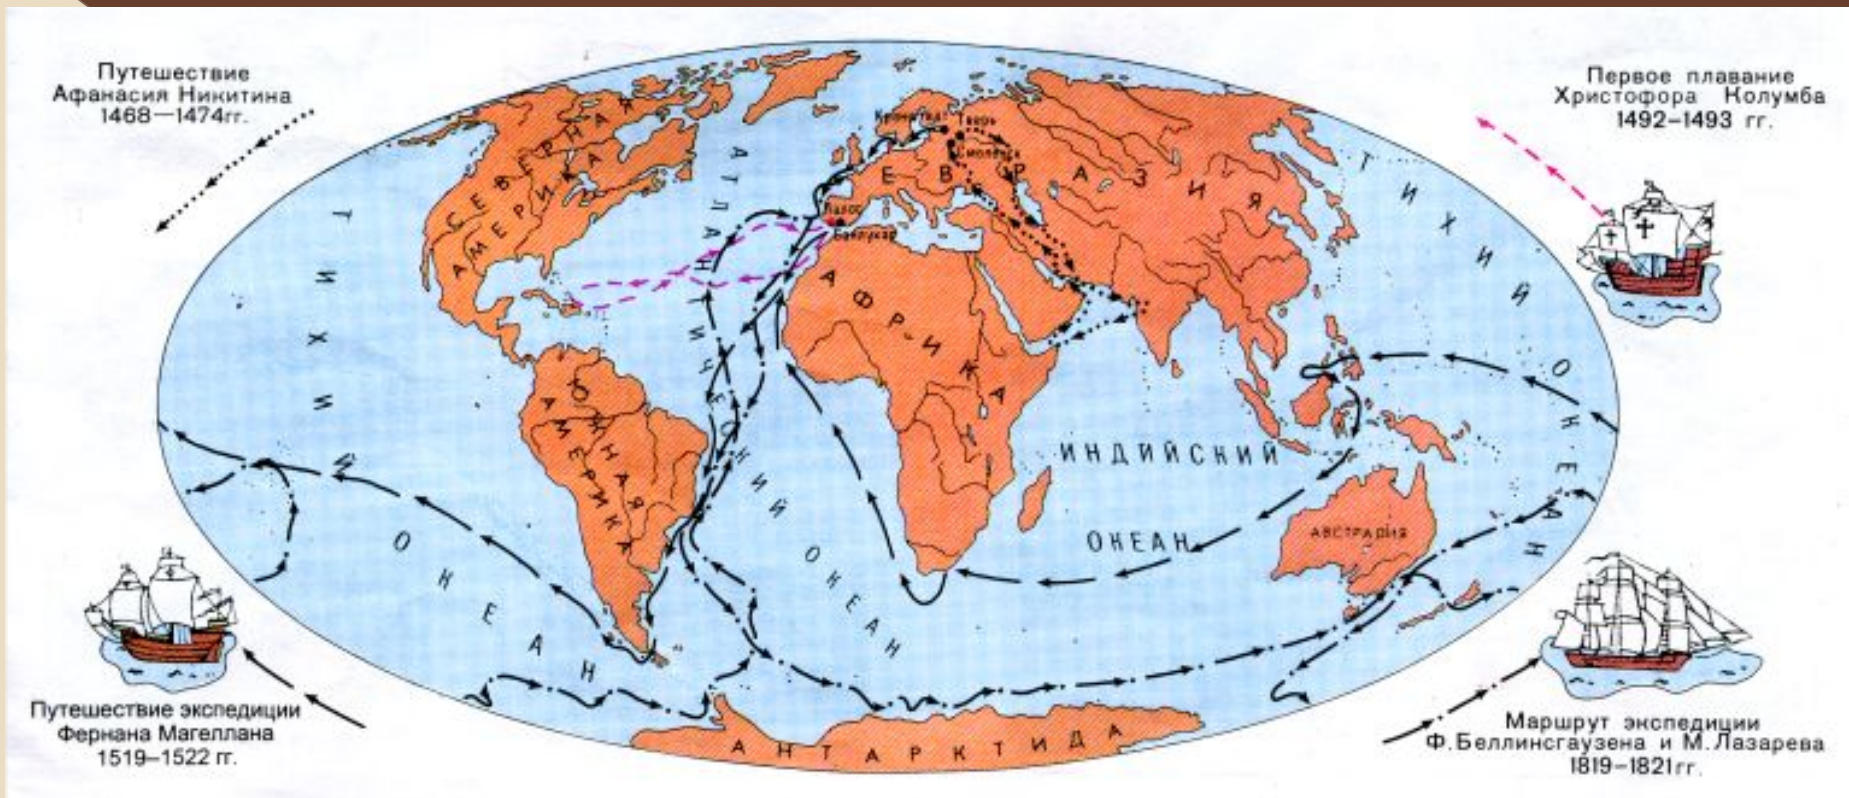 Путешествие
Афанасия Никитина
1468—1474гг.
Первое плавание
Христофора Колумба
1492–1493 гг.
СЕВЕРНАЯ
АМЕРИКА
АТЛАНТИЧЕСКИЙ ОКЕАН
Тверь
Смоленск
ЕВРАЗИЯ
ТИХИЙ ОКЕАН
ТИХИЙ ОКЕАН
АФРИКА
ЮЖНАЯ
АМЕРИКА
ИНДИЙСКИЙ
ОКЕАН
АВСТРАЛИЯ
АНТАРКТИДА
Путешествие экспедиции
Фернана Магеллана
1519–1522 гг.
Маршрут экспедиции
Ф.Беллинсгаузена и М.Лазарева
1819–1821гг.